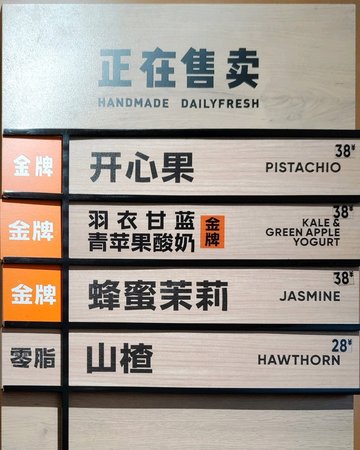 正在售卖
HANDMADE DAILYFRESH
金牌 开心果 PISTACHIO 38¥
金牌 羽衣甘蓝 青苹果酸奶 金牌 KALE & GREEN APPLE YOGURT 38¥
金牌 蜂蜜茉莉 JASMINE 38¥
零脂 山楂 HAWTHORN 28¥